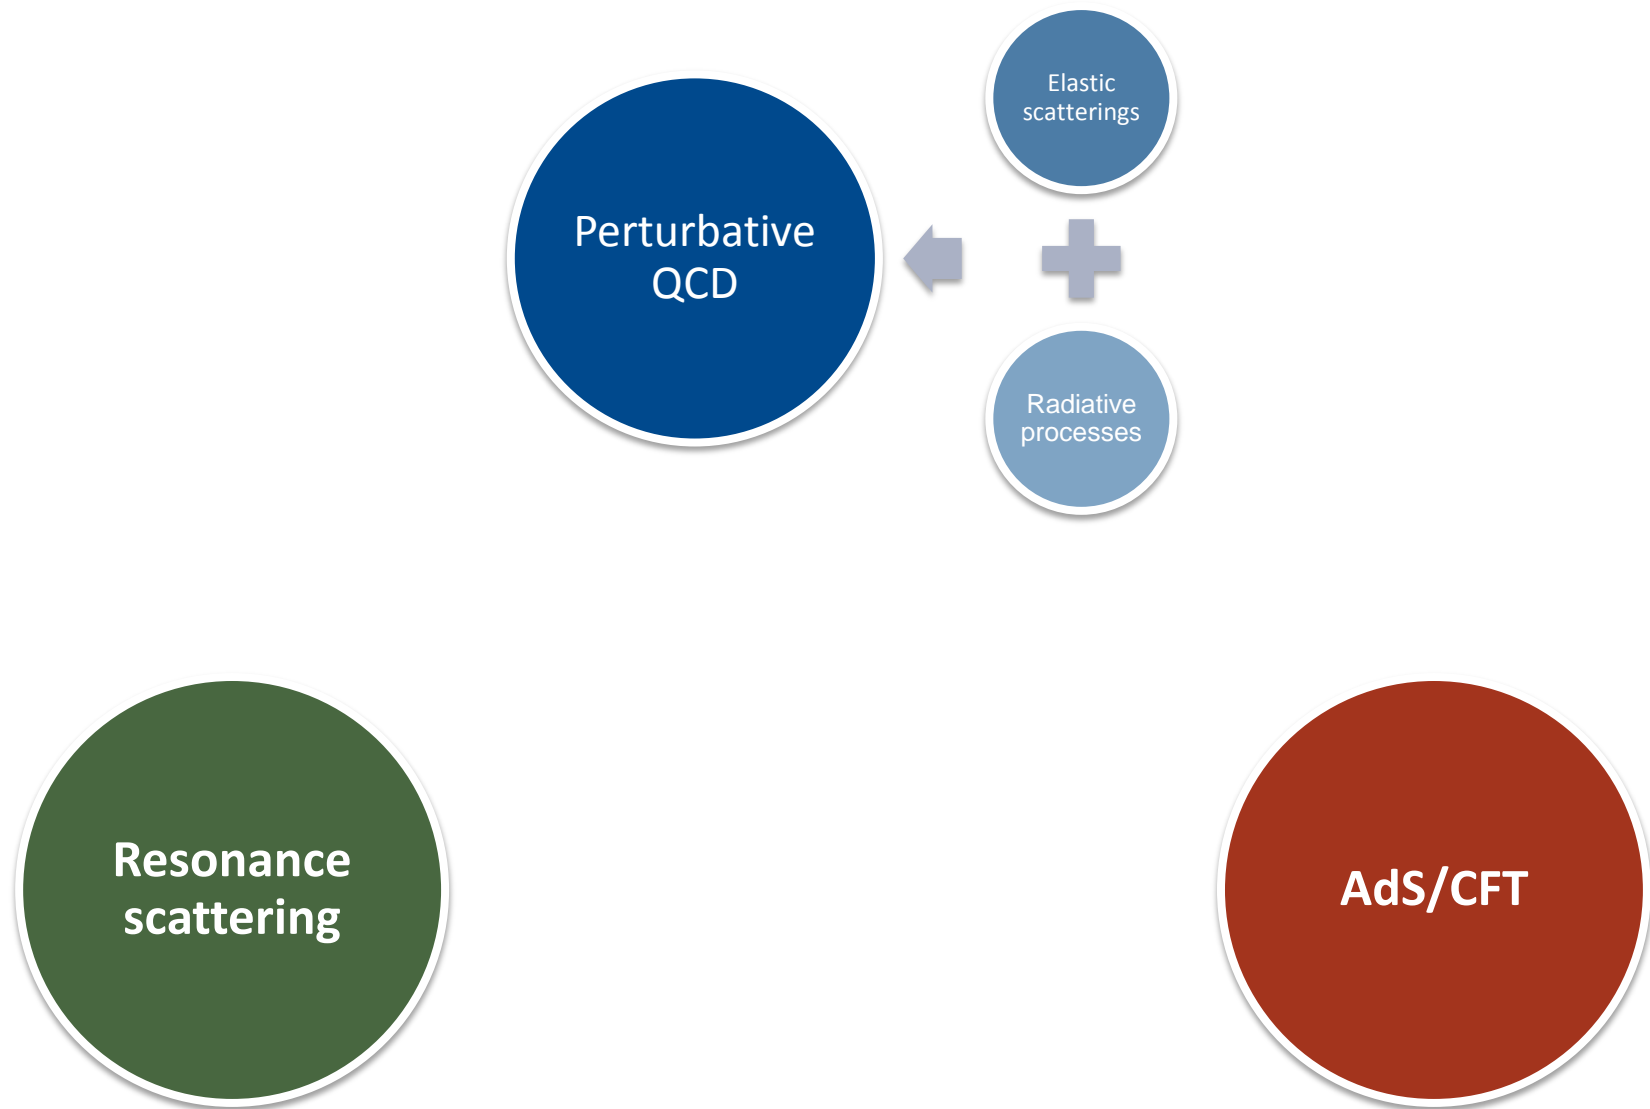 Elastic
scatterings
Perturbative
QCD
Radiative
processes
Resonance
scattering
AdS/CFT